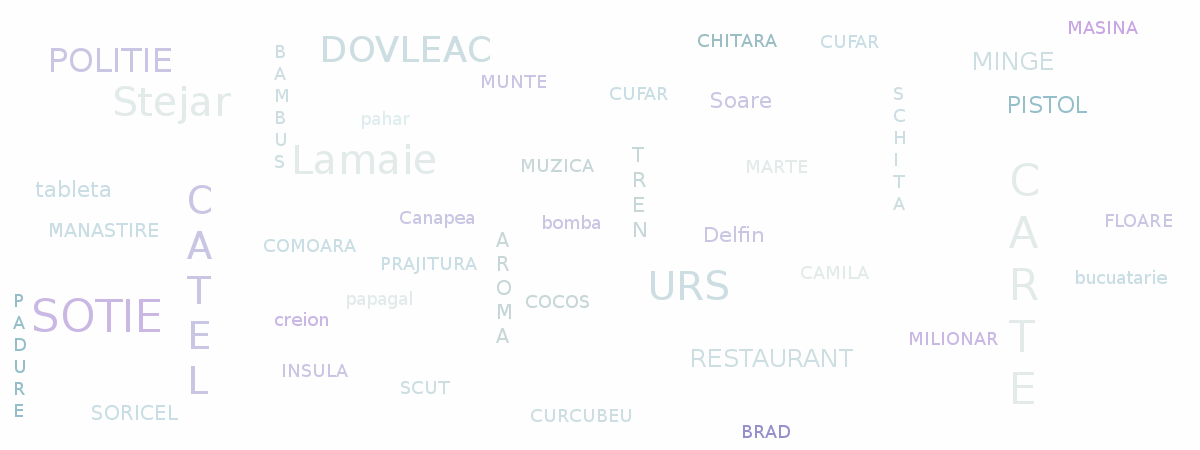 MASINA
CHITARA
CUFAR
DOVLEAC
POLITIE
MINGE
BAMBUS
MUNTE
CUFAR
Stejar
Soare
PISTOL
pahar
SCHITA
Lamaie
MUZICA
TREN
MARTE
tableta
CATEL
CARTE
Canapea
bomba
FLOARE
MANASTIRE
Delfin
COMOARA
AROMA
PRAJITURA
CAMILA
bucuatarie
URS
papagal
COCOS
PADURE
SOTIE
creion
MILIONAR
RESTAURANT
INSULA
SCUT
SORICEL
CURCUBEU
BRAD